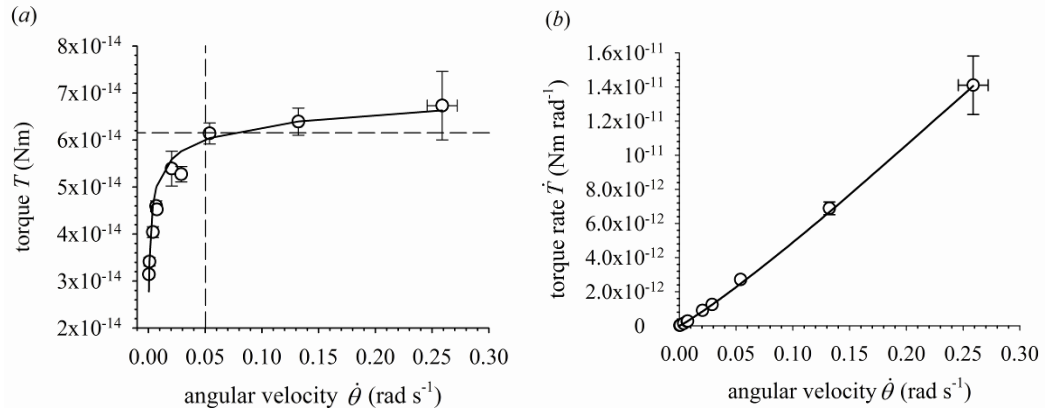 (a)
8x10⁻¹⁴
7x10⁻¹⁴
6x10⁻¹⁴
5x10⁻¹⁴
4x10⁻¹⁴
3x10⁻¹⁴
2x10⁻¹⁴
torque T (Nm)
0.00 0.05 0.10 0.15 0.20 0.25 0.30
angular velocity θ̇ (rad s⁻¹)
(b)
1.6x10⁻¹¹
1.4x10⁻¹¹
1.2x10⁻¹¹
10⁻¹¹
8.0x10⁻¹²
6.0x10⁻¹²
4.0x10⁻¹²
2.0x10⁻¹²
0
torque rate Ṫ (Nm rad⁻¹)
0.00 0.05 0.10 0.15 0.20 0.25 0.30
angular velocity θ̇ (rad s⁻¹)